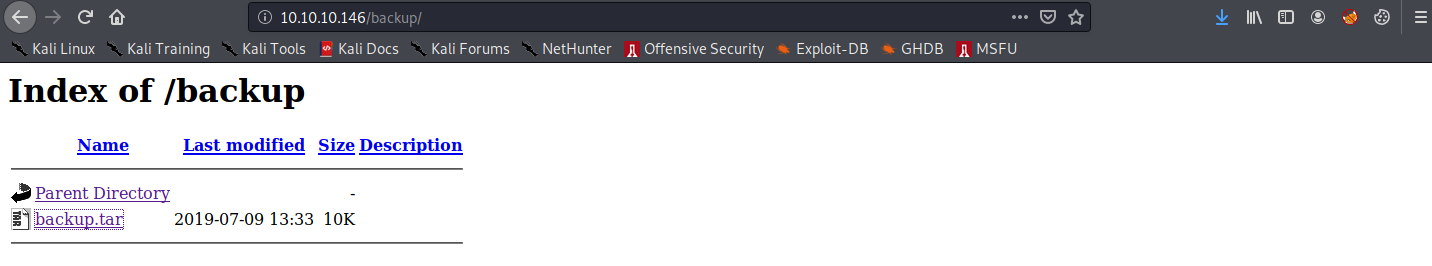 10.10.10.146/backup/
Kali Linux Kali Training Kali Tools Kali Docs Kali Forums NetHunter Offensive Security Exploit-DB GHDB MSFU
Index of /backup
Name Last modified Size Description
Parent Directory -
TAR backup.tar 2019-07-09 13:33 10K